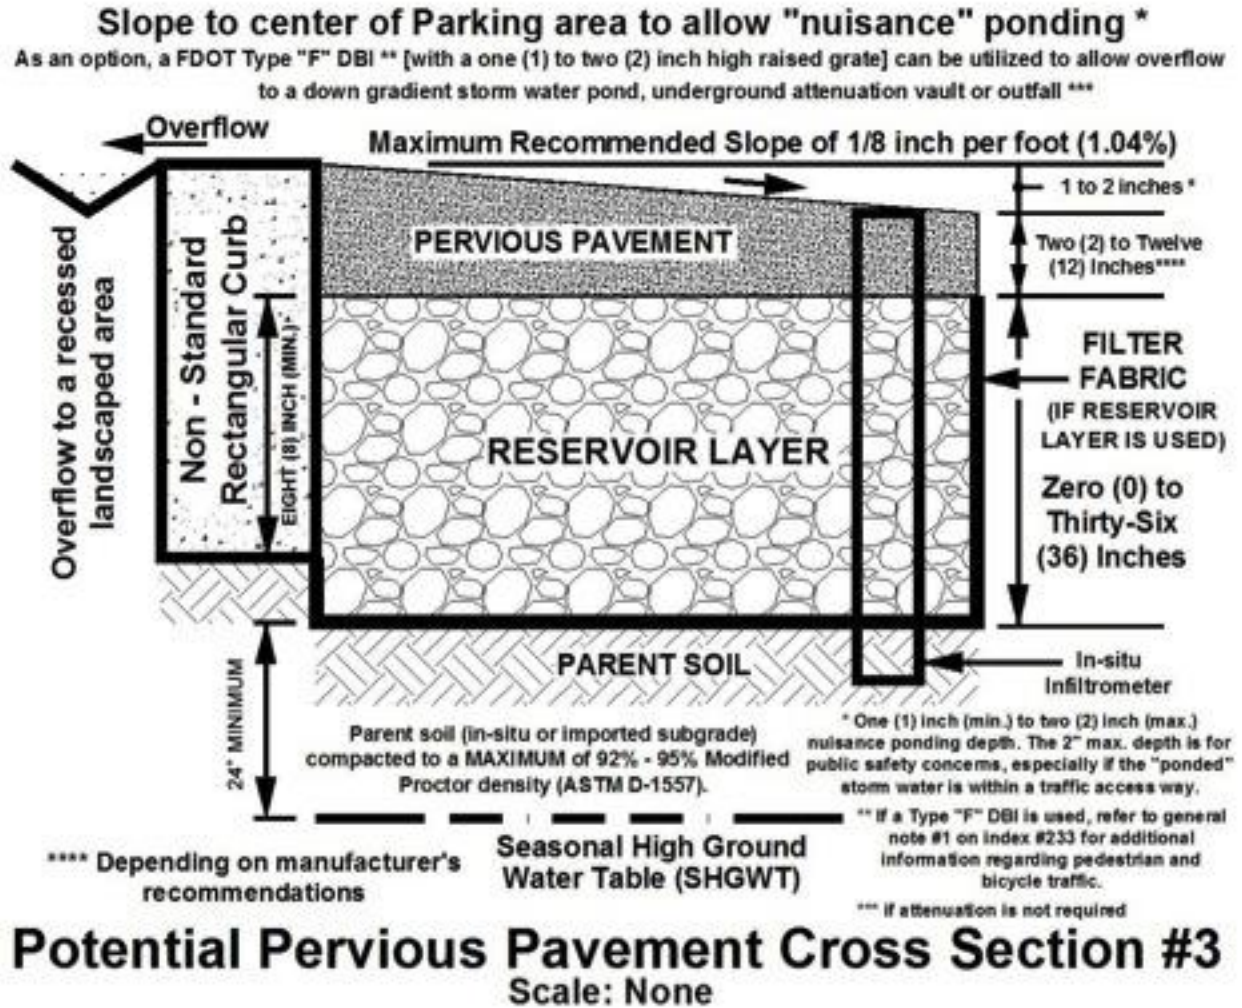 Slope to center of Parking area to allow "nuisance" ponding *
As an option, a FDOT Type "F" DBI ** [with a one (1) to two (2) inch high raised grate] can be utilized to allow overflow
to a down gradient storm water pond, underground attenuation vault or outfall ***
Overflow
Maximum Recommended Slope of 1/8 inch per foot (1.04%)
1 to 2 inches *
PERVIOUS PAVEMENT
Two (2) to Twelve
(12) Inches****
Overflow to a recessed
landscaped area
Non - Standard
Rectangular Curb
EIGHT (8) INCH (MIN.)*
RESERVOIR LAYER
FILTER
FABRIC
(IF RESERVOIR
LAYER IS USED)
Zero (0) to
Thirty-Six
(36) Inches
24" MINIMUM
PARENT SOIL
In-situ
Infiltrometer
Parent soil (in-situ or imported subgrade)
compacted to a MAXIMUM of 92% - 95% Modified
Proctor density (ASTM D-1557).
* One (1) inch (min.) to two (2) inch (max.)
nuisance ponding depth. The 2" max. depth is for
public safety concerns, especially if the "ponded"
storm water is within a traffic access way.
** If a Type "F" DBI is used, refer to general
note #1 on index #233 for additional
information regarding pedestrian and
bicycle traffic.
*** if attenuation is not required
**** Depending on manufacturer's
recommendations
Seasonal High Ground
Water Table (SHGWT)
Potential Pervious Pavement Cross Section #3
Scale: None